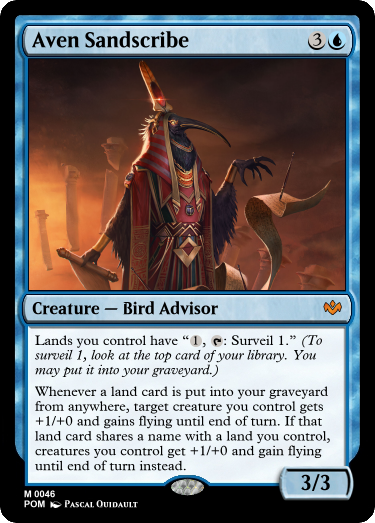 Aven Sandscribe 3
Creature — Bird Advisor
Lands you control have “1, : Surveil 1.” (To
surveil 1, look at the top card of your library. You
may put it into your graveyard.)
Whenever a land card is put into your graveyard
from anywhere, target creature you control gets
+1/+0 and gains flying until end of turn. If that
land card shares a name with a land you control,
creatures you control get +1/+0 and gain flying
until end of turn instead.
3/3
M 0046
POM Pascal Quidault